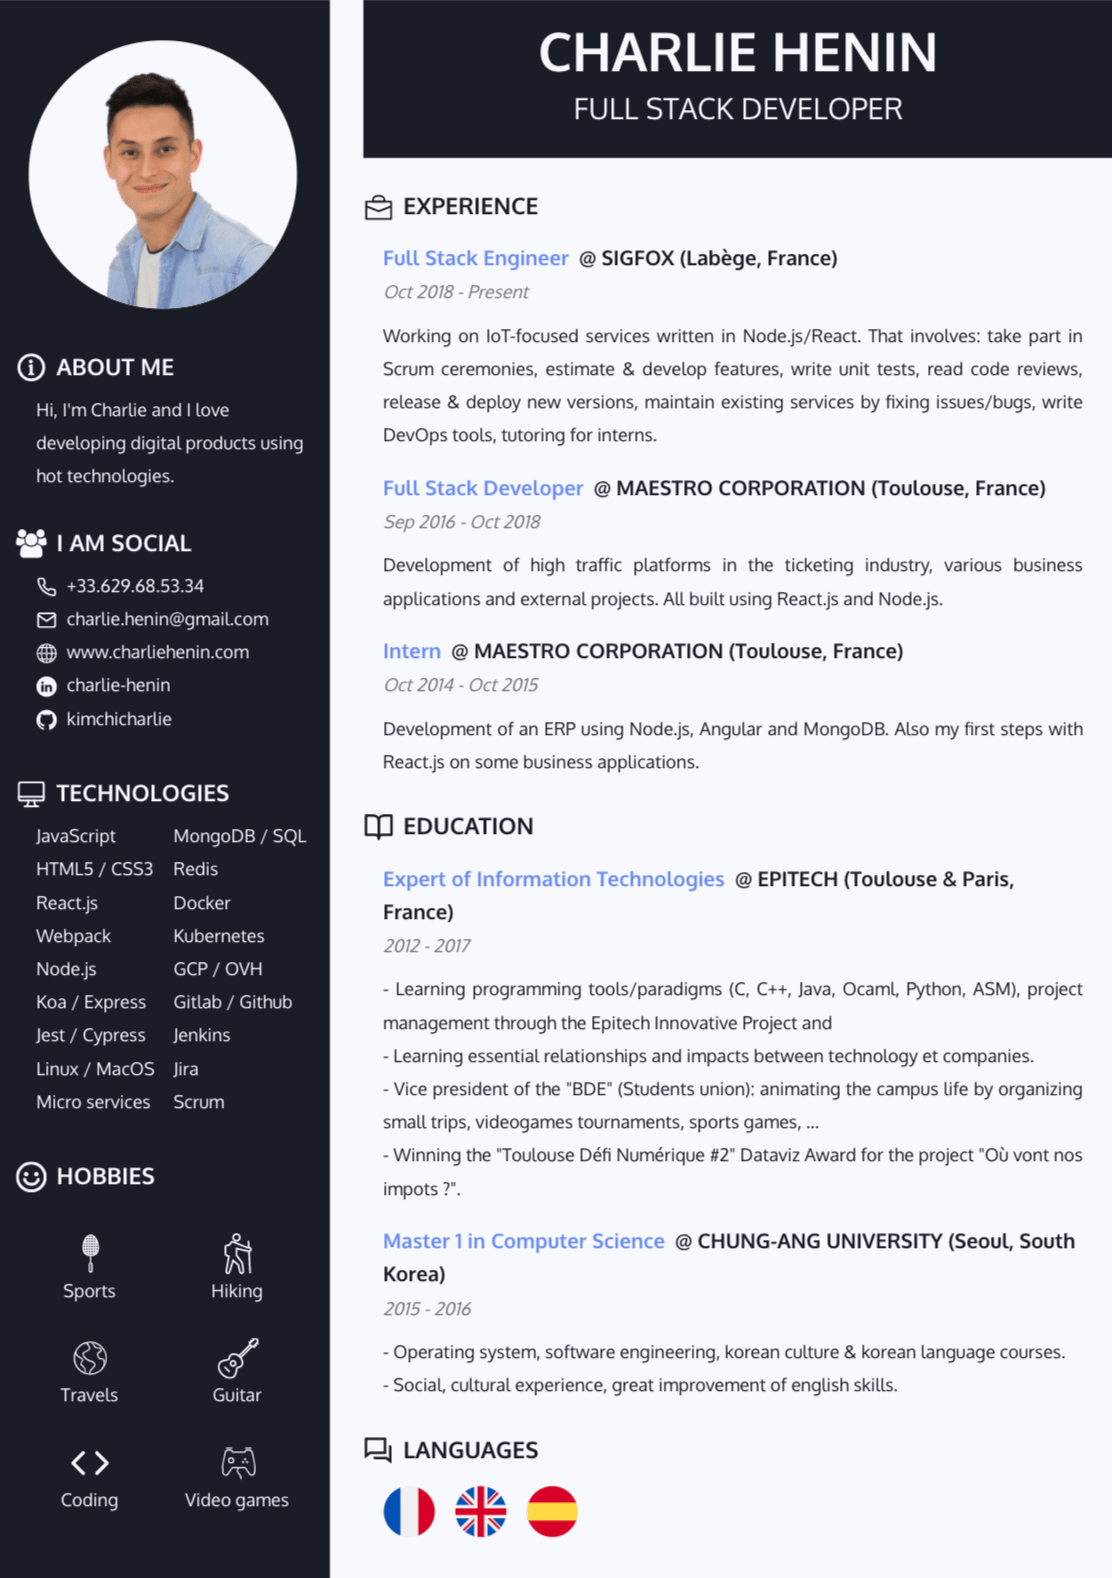 CHARLIE HENIN
FULL STACK DEVELOPER
ABOUT ME
Hi, I'm Charlie and I love
developing digital products using
hot technologies.
I AM SOCIAL
+33.629.68.53.34
charlie.henin@gmail.com
www.charliehenin.com
charlie-henin
kimchicharlie
TECHNOLOGIES
JavaScript
HTML5 / CSS3
React.js
Webpack
Node.js
Koa / Express
Jest / Cypress
Linux / MacOS
Micro services
MongoDB / SQL
Redis
Docker
Kubernetes
GCP / OVH
Gitlab / Github
Jenkins
Jira
Scrum
HOBBIES
Sports
Hiking
Travels
Guitar
Coding
Video games
EXPERIENCE
Full Stack Engineer @ SIGFOX (Labège, France)
Oct 2018 - Present
Working on IoT-focused services written in Node.js/React. That involves: take part in
Scrum ceremonies, estimate & develop features, write unit tests, read code reviews,
release & deploy new versions, maintain existing services by fixing issues/bugs, write
DevOps tools, tutoring for interns.
Full Stack Developer @ MAESTRO CORPORATION (Toulouse, France)
Sep 2016 - Oct 2018
Development of high traffic platforms in the ticketing industry, various business
applications and external projects. All built using React.js and Node.js.
Intern @ MAESTRO CORPORATION (Toulouse, France)
Oct 2014 - Oct 2015
Development of an ERP using Node.js, Angular and MongoDB. Also my first steps with
React.js on some business applications.
EDUCATION
Expert of Information Technologies @ EPITECH (Toulouse & Paris,
France)
2012 - 2017
- Learning programming tools/paradigms (C, C++, Java, Ocaml, Python, ASM), project
management through the Epitech Innovative Project and
- Learning essential relationships and impacts between technology et companies.
- Vice president of the "BDE" (Students union): animating the campus life by organizing
small trips, videogames tournaments, sports games, ...
- Winning the "Toulouse Défi Numérique #2" Dataviz Award for the project "Où vont nos
impots ?".
Master 1 in Computer Science @ CHUNG-ANG UNIVERSITY (Seoul, South
Korea)
2015 - 2016
- Operating system, software engineering, korean culture & korean language courses.
- Social, cultural experience, great improvement of english skills.
LANGUAGES